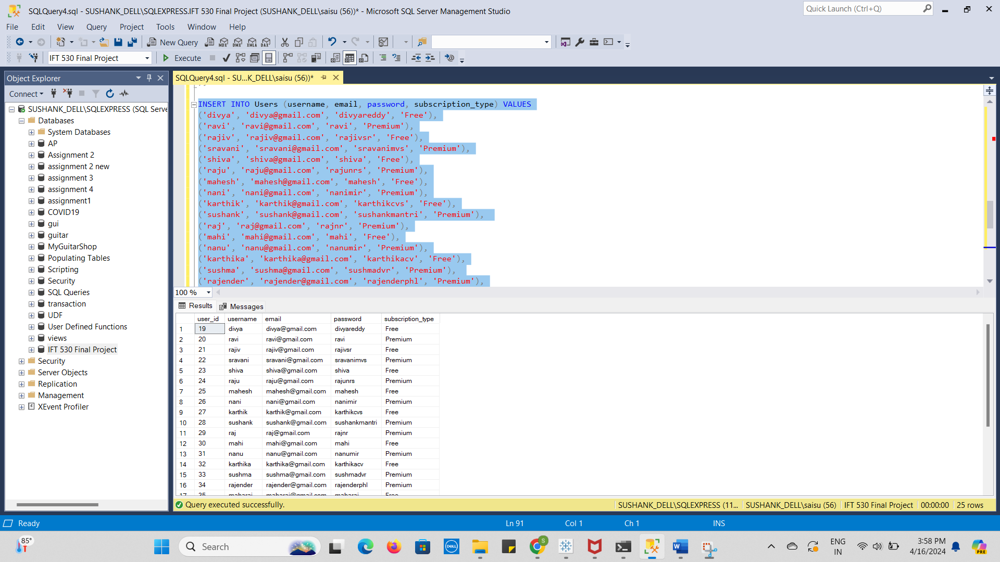 SQLQuery4.sql - SUSHANK_DELL\SQLEXPRESS.IFT 530 Final Project (SUSHANK_DELL\saisu (56))* - Microsoft SQL Server Management Studio
Quick Launch (Ctrl+Q)
File Edit View Query Project Tools Window Help
New Query MDX DMX XMLA DAX
IFT 530 Final Project Execute
Object Explorer
Connect
SUSHANK_DELL\SQLEXPRESS (SQL Serve
Databases
System Databases
AP
Assignment 2
assignment 2 new
assignment 3
assignment 4
assignment1
COVID19
gui
guitar
MyGuitarShop
Populating Tables
Scripting
Security
SQL Queries
transaction
UDF
User Defined Functions
views
IFT 530 Final Project
Security
Server Objects
Replication
Management
XEvent Profiler
SQLQuery4.sql - SU...K_DELL\saisu (56))*
INSERT INTO Users (username, email, password, subscription_type) VALUES
('divya', 'divya@gmail.com', 'divyareddy', 'Free'),
('ravi', 'ravi@gmail.com', 'ravi', 'Premium'),
('rajiv', 'rajiv@gmail.com', 'rajivsr', 'Free'),
('sravani', 'sravani@gmail.com', 'sravanimvs', 'Premium'),
('shiva', 'shiva@gmail.com', 'shiva', 'Free'),
('raju', 'raju@gmail.com', 'rajunrs', 'Premium'),
('mahesh', 'mahesh@gmail.com', 'mahesh', 'Free'),
('nani', 'nani@gmail.com', 'nanimir', 'Premium'),
('karthik', 'karthik@gmail.com', 'karthikcvs', 'Free'),
('sushank', 'sushank@gmail.com', 'sushankmantri', 'Premium'),
('raj', 'raj@gmail.com', 'rajnr', 'Premium'),
('mahi', 'mahi@gmail.com', 'mahi', 'Free'),
('nanu', 'nanu@gmail.com', 'nanumir', 'Premium'),
('karthika', 'karthika@gmail.com', 'karthikacv', 'Free'),
('sushma', 'sushma@gmail.com', 'sushmadvr', 'Premium'),
('rajender', 'rajender@gmail.com', 'rajenderphl', 'Premium'),
100 %
Results Messages
user_id username email password subscription_type
1 19 divya divya@gmail.com divyareddy Free
2 20 ravi ravi@gmail.com ravi Premium
3 21 rajiv rajiv@gmail.com rajivsr Free
4 22 sravani sravani@gmail.com sravanimvs Premium
5 23 shiva shiva@gmail.com shiva Free
6 24 raju raju@gmail.com rajunrs Premium
7 25 mahesh mahesh@gmail.com mahesh Free
8 26 nani nani@gmail.com nanimir Premium
9 27 karthik karthik@gmail.com karthikcvs Free
10 28 sushank sushank@gmail.com sushankmantri Premium
11 29 raj raj@gmail.com rajnr Premium
12 30 mahi mahi@gmail.com mahi Free
13 31 nanu nanu@gmail.com nanumir Premium
14 32 karthika karthika@gmail.com karthikacv Free
15 33 sushma sushma@gmail.com sushmadvr Premium
16 34 rajender rajender@gmail.com rajenderphl Premium
17 35 maharaj maharaj@gmail.com maharaj Free
Query executed successfully. SUSHANK_DELL\SQLEXPRESS (11... SUSHANK_DELL\saisu (56) IFT 530 Final Project 00:00:00 25 rows
Ready Ln 91 Col 1 Ch 1 INS
85° Search DELL S ENG 3:58 PM
IN 4/16/2024 PRE